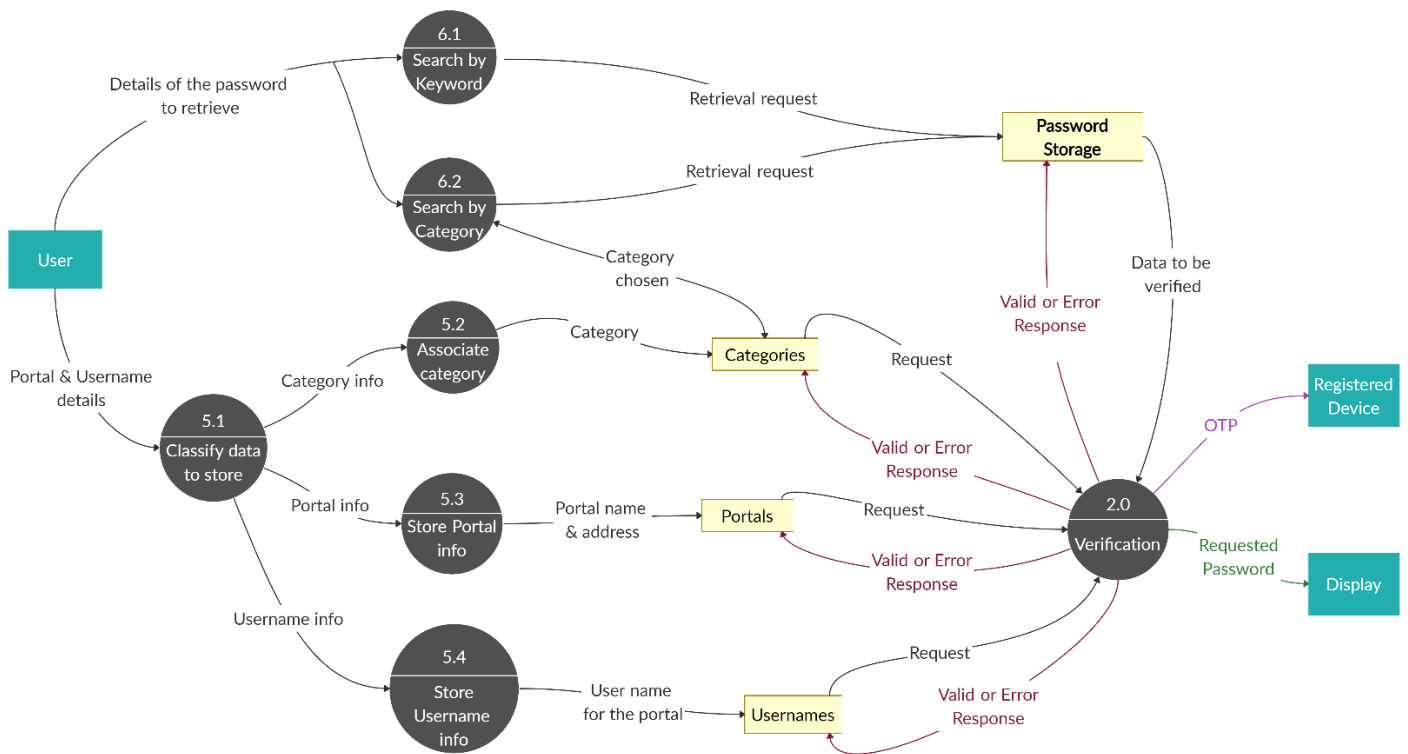 6.1
Search by
Keyword
Details of the password
to retrieve
Retrieval request
Password
Storage
6.2
Search by
Category
Retrieval request
User
Category
chosen
Data to be
verified
Valid or Error
Response
5.2
Associate
category
Category
Categories
Request
Portal & Username
details
Category info
Registered
Device
5.1
Classify data
to store
OTP
Valid or Error
Response
5.3
Store Portal
info
Portal info
Portal name
& address
Portals
Request
2.0
Verification
Requested
Password
Valid or Error
Response
Display
Username info
5.4
Store
Username
info
Request
User name
for the portal
Usernames
Valid or Error
Response